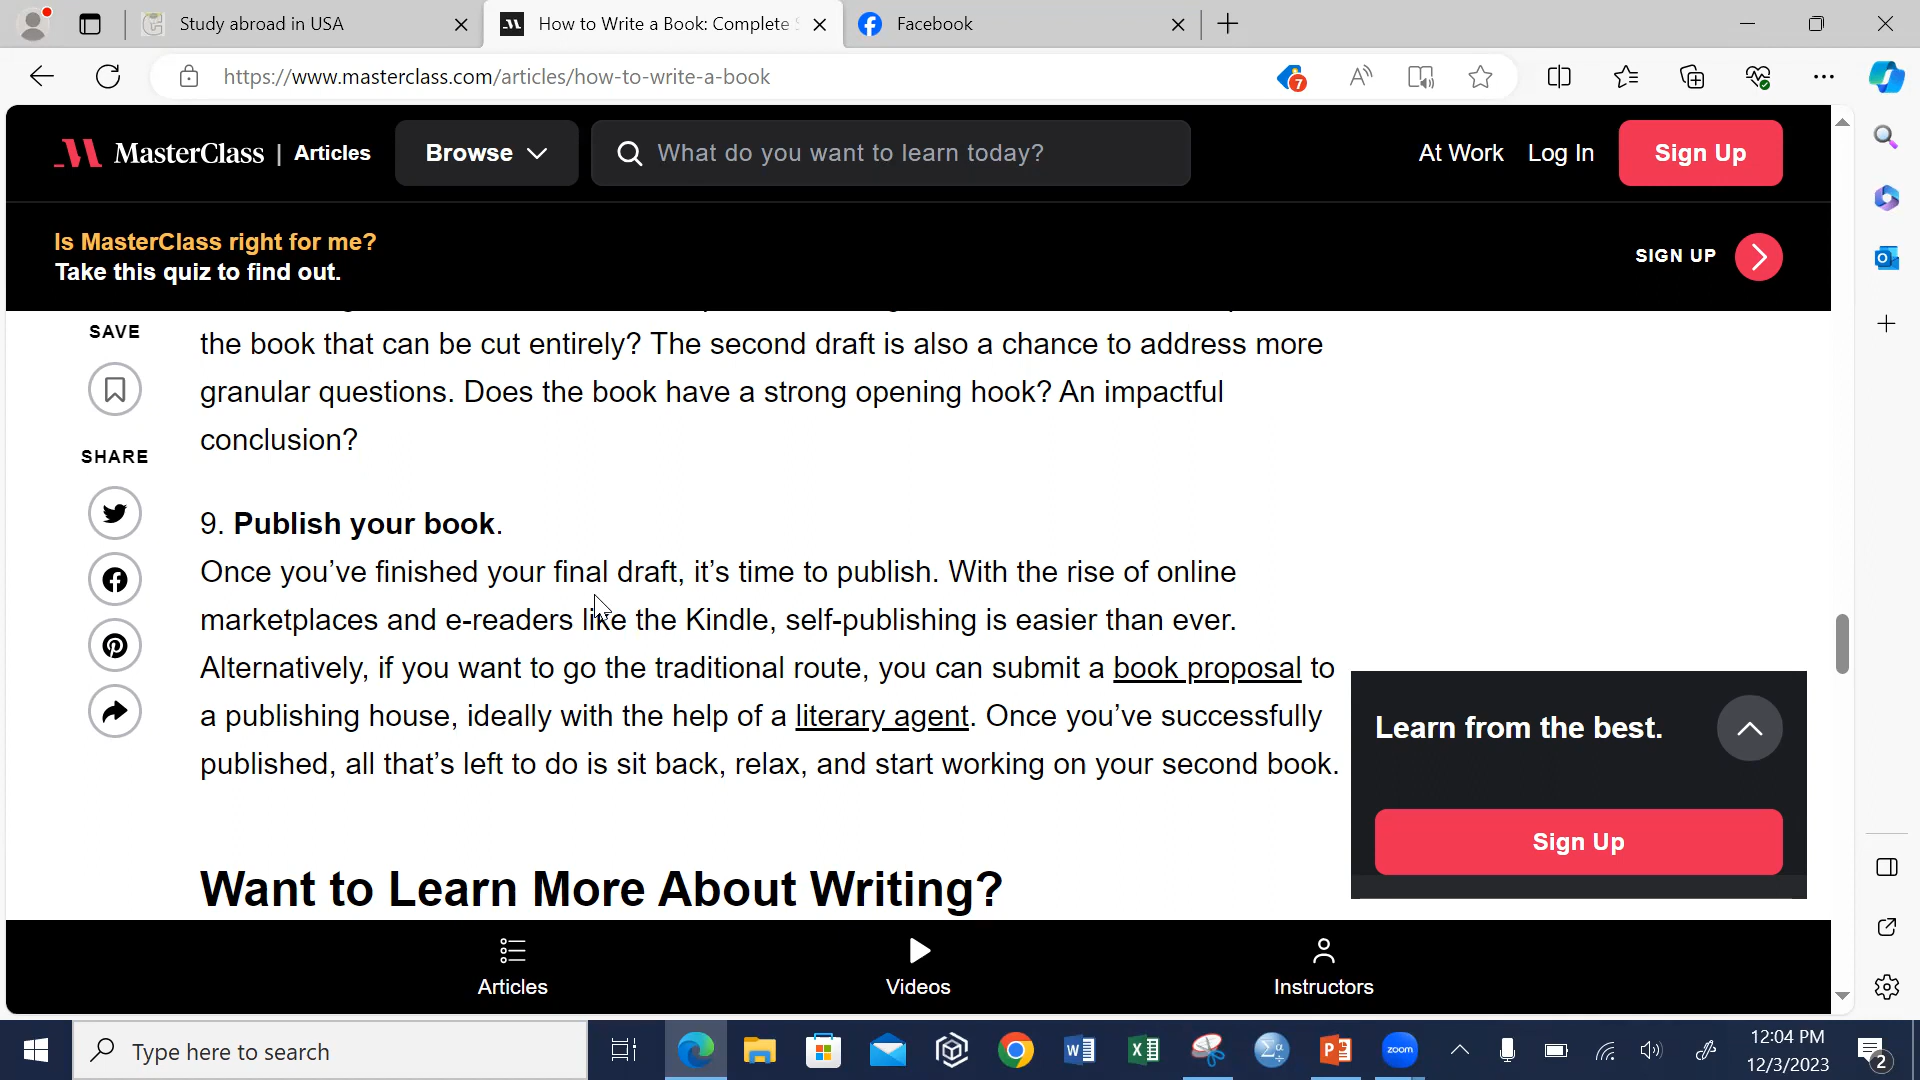 Study abroad in USA
How to Write a Book: Complete
Facebook
https://www.masterclass.com/articles/how-to-write-a-book
7
MasterClass | Articles
Browse
What do you want to learn today?
At Work
Log In
Sign Up
Is MasterClass right for me?
Take this quiz to find out.
SIGN UP
SAVE
SHARE
the book that can be cut entirely? The second draft is also a chance to address more
granular questions. Does the book have a strong opening hook? An impactful
conclusion?
9. Publish your book.
Once you’ve finished your final draft, it’s time to publish. With the rise of online
marketplaces and e-readers like the Kindle, self-publishing is easier than ever.
Alternatively, if you want to go the traditional route, you can submit a book proposal to
a publishing house, ideally with the help of a literary agent. Once you’ve successfully
published, all that’s left to do is sit back, relax, and start working on your second book.
Learn from the best.
Sign Up
Want to Learn More About Writing?
Articles
Videos
Instructors
Type here to search
zoom
12:04 PM
12/3/2023
2